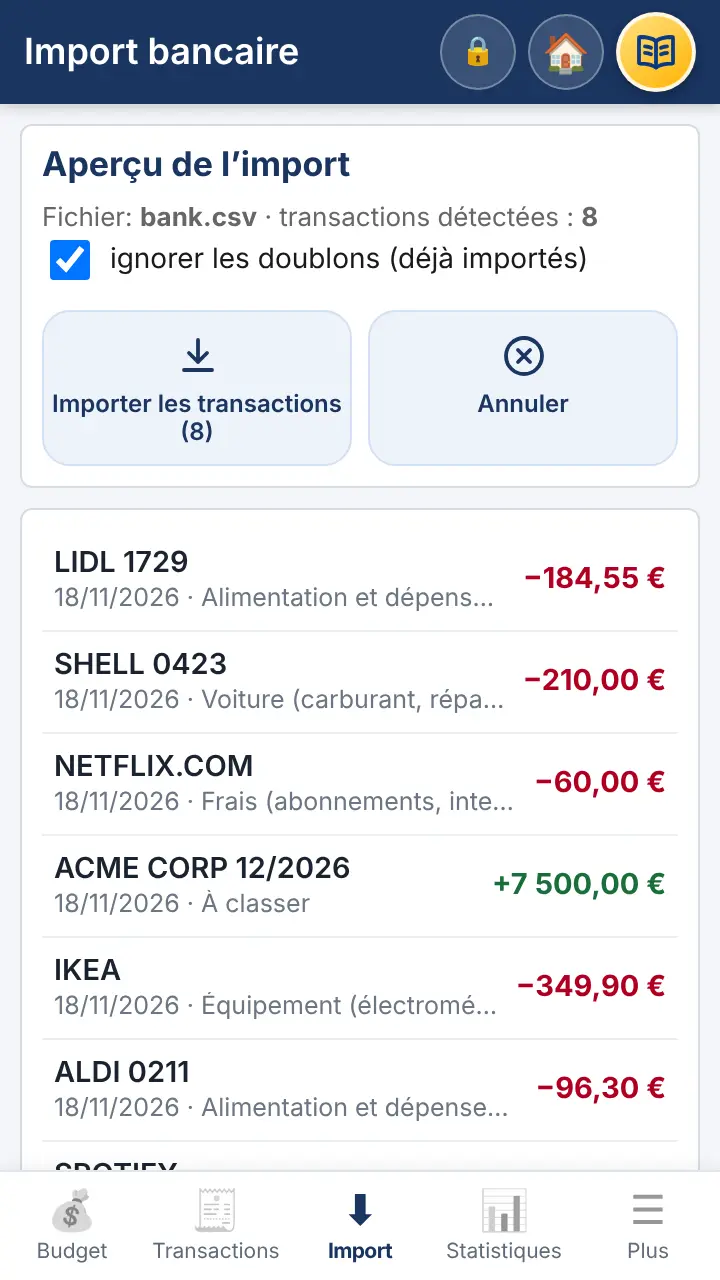 Import bancaire
Aperçu de l’import
Fichier: bank.csv · transactions détectées : 8
ignorer les doublons (déjà importés)
Importer les transactions
(8)
Annuler
LIDL 1729
18/11/2026 · Alimentation et dépens...
−184,55 €
SHELL 0423
18/11/2026 · Voiture (carburant, répa...
−210,00 €
NETFLIX.COM
18/11/2026 · Frais (abonnements, inte...
−60,00 €
ACME CORP 12/2026
18/11/2026 · À classer
+7 500,00 €
IKEA
18/11/2026 · Équipement (électromé...
−349,90 €
ALDI 0211
18/11/2026 · Alimentation et dépense...
−96,30 €
SPOTIFY
Budget
Transactions
Import
Statistiques
Plus